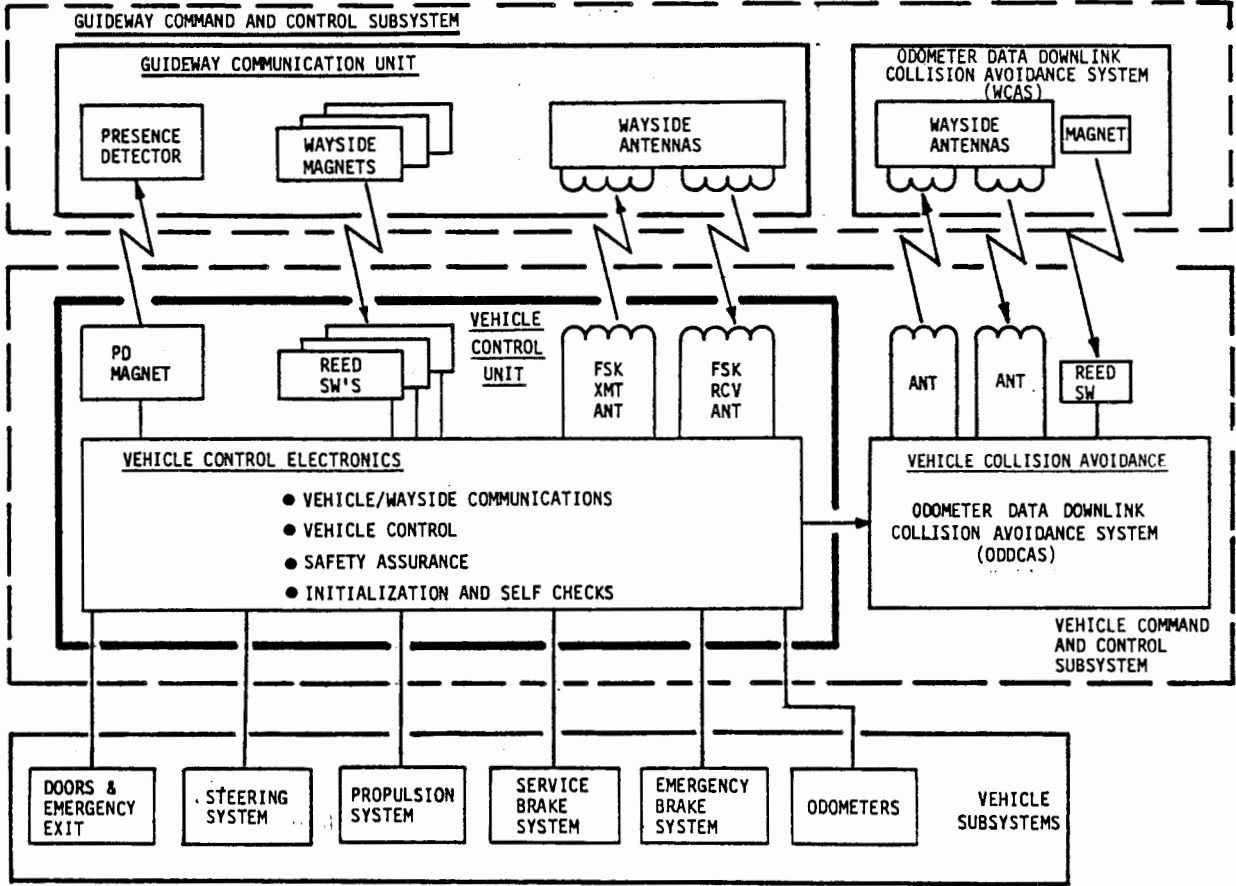 GUIDEWAY COMMAND AND CONTROL SUBSYSTEM
GUIDEWAY COMMUNICATION UNIT
PRESENCE
DETECTOR
WAYSIDE
MAGNETS
WAYSIDE
ANTENNAS
ODOMETER DATA DOWNLINK
COLLISION AVOIDANCE SYSTEM
(WCAS)
WAYSIDE
ANTENNAS
MAGNET
PD
MAGNET
REED
SW'S
VEHICLE
CONTROL
UNIT
FSK
XMT
ANT
FSK
RCV
ANT
ANT
ANT
REED
SW
VEHICLE CONTROL ELECTRONICS
● VEHICLE/WAYSIDE COMMUNICATIONS
● VEHICLE CONTROL
● SAFETY ASSURANCE
● INITIALIZATION AND SELF CHECKS
VEHICLE COLLISION AVOIDANCE
ODOMETER DATA DOWNLINK
COLLISION AVOIDANCE SYSTEM
(ODDCAS)
VEHICLE COMMAND
AND CONTROL
SUBSYSTEM
DOORS &
EMERGENCY
EXIT
STEERING
SYSTEM
PROPULSION
SYSTEM
SERVICE
BRAKE
SYSTEM
EMERGENCY
BRAKE
SYSTEM
ODOMETERS
VEHICLE
SUBSYSTEMS